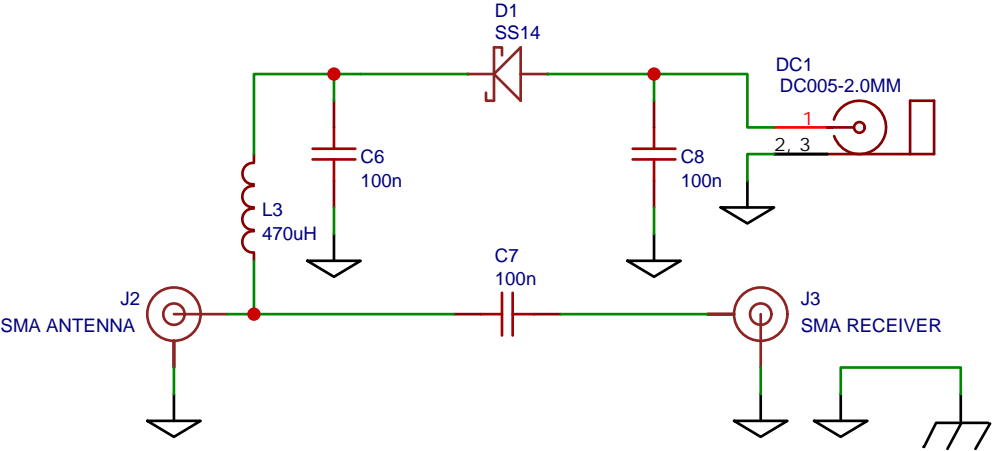 D1
SS14
DC1
DC005-2.0MM
1
2, 3
C6
100n
C8
100n
L3
470uH
C7
100n
J2
SMA ANTENNA
J3
SMA RECEIVER